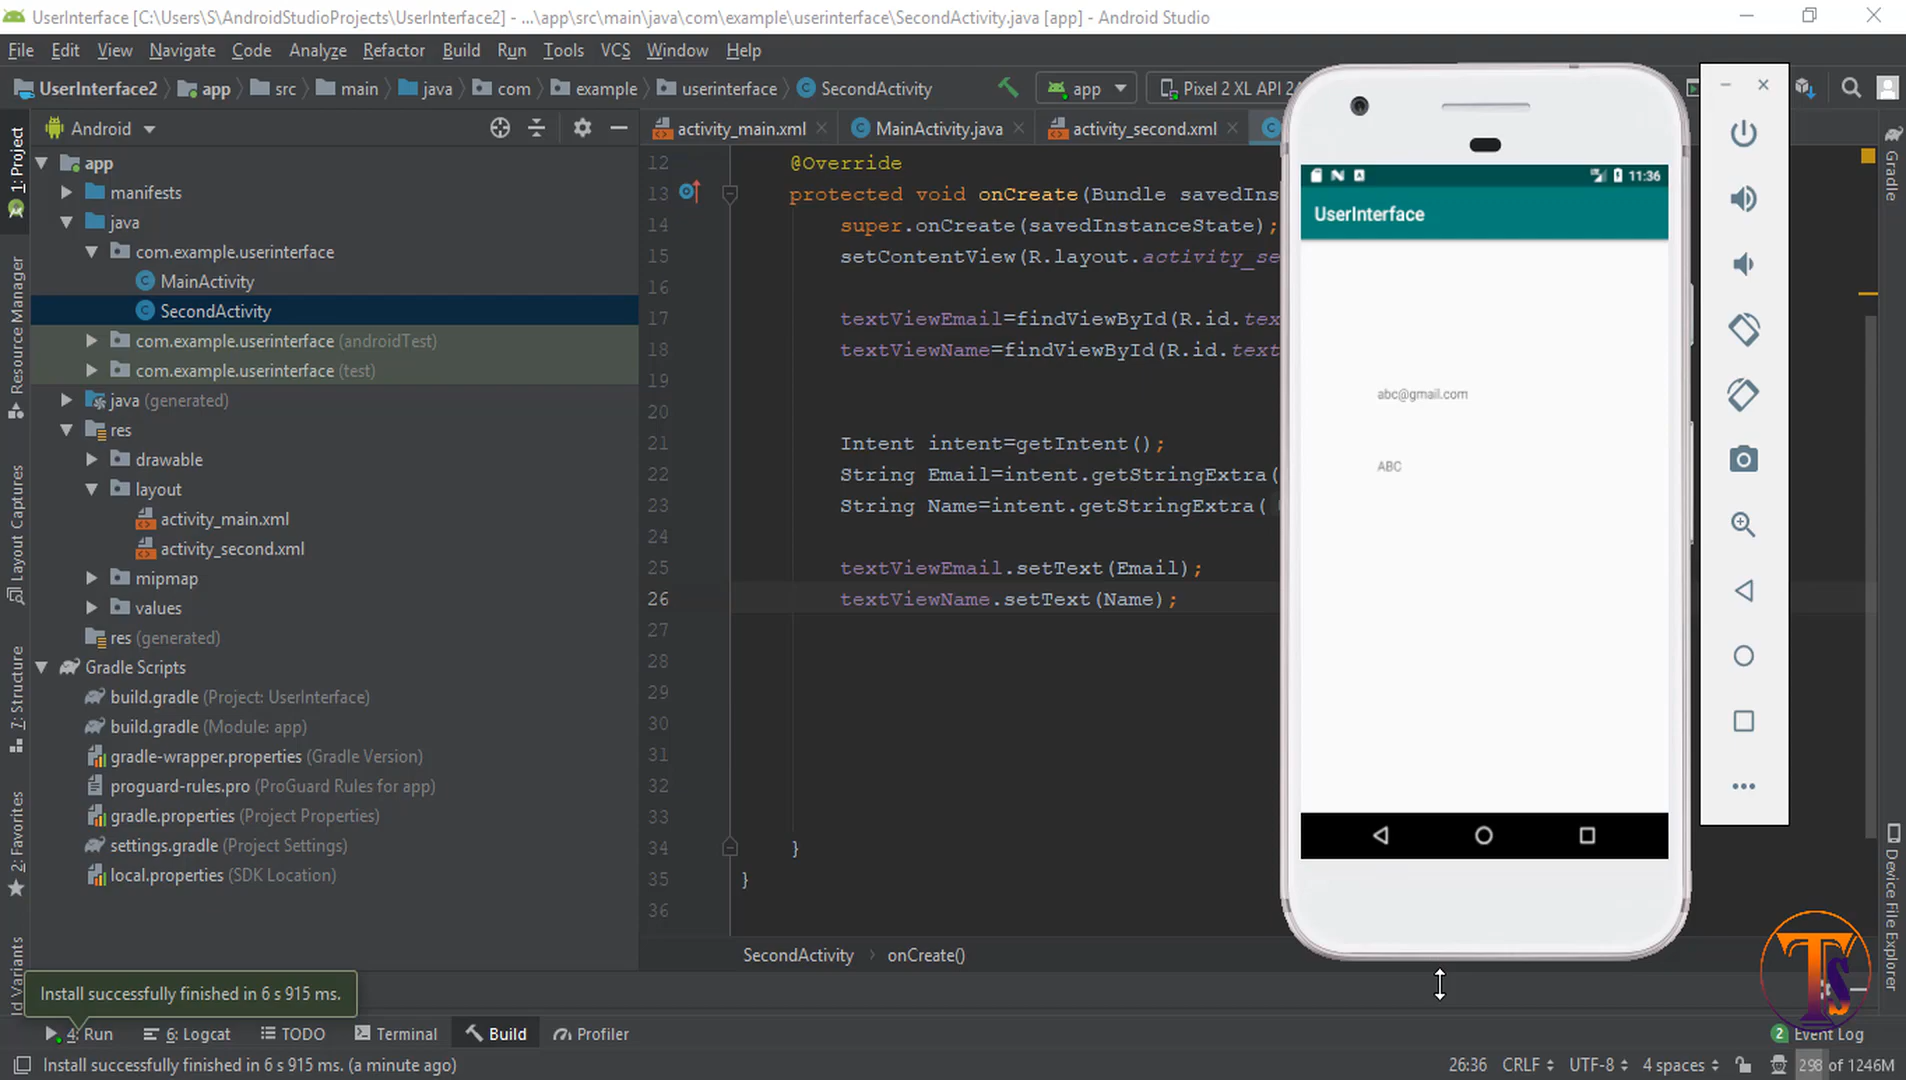 UserInterface [C:\Users\S\AndroidStudioProjects\UserInterface2] - ...\app\src\main\java\com\example\userinterface\SecondActivity.java [app] - Android Studio
File Edit View Navigate Code Analyze Refactor Build Run Tools VCS Window Help
UserInterface2 app src main java com example userinterface SecondActivity app Pixel 2 XL API 24
Android
activity_main.xml MainActivity.java activity_second.xml
1: Project
Resource Manager
Layout Captures
7: Structure
2: Favorites
ld Variants
app
manifests
java
com.example.userinterface
MainActivity
SecondActivity
com.example.userinterface (androidTest)
com.example.userinterface (test)
java (generated)
res
drawable
layout
activity_main.xml
activity_second.xml
mipmap
values
res (generated)
Gradle Scripts
build.gradle (Project: UserInterface)
build.gradle (Module: app)
gradle-wrapper.properties (Gradle Version)
proguard-rules.pro (ProGuard Rules for app)
gradle.properties (Project Properties)
settings.gradle (Project Settings)
local.properties (SDK Location)
12 @Override
13 protected void onCreate(Bundle savedIns
14 super.onCreate(savedInstanceState);
15 setContentView(R.layout.activity_se
16
17 textViewEmail=findViewById(R.id.tex
18 textViewName=findViewById(R.id.text
19
20
21 Intent intent=getIntent();
22 String Email=intent.getStringExtra(
23 String Name=intent.getStringExtra(
24
25 textViewEmail.setText(Email);
26 textViewName.setText(Name);
27
28
29
30
31
32
33
34 }
35 }
36
SecondActivity › onCreate()
11:36
UserInterface
abc@gmail.com
ABC
Gradle
Device File Explorer
TS
Install successfully finished in 6 s 915 ms.
4: Run 6: Logcat TODO Terminal Build Profiler 2 Event Log
Install successfully finished in 6 s 915 ms. (a minute ago) 26:36 CRLF UTF-8 4 spaces 298 of 1246M